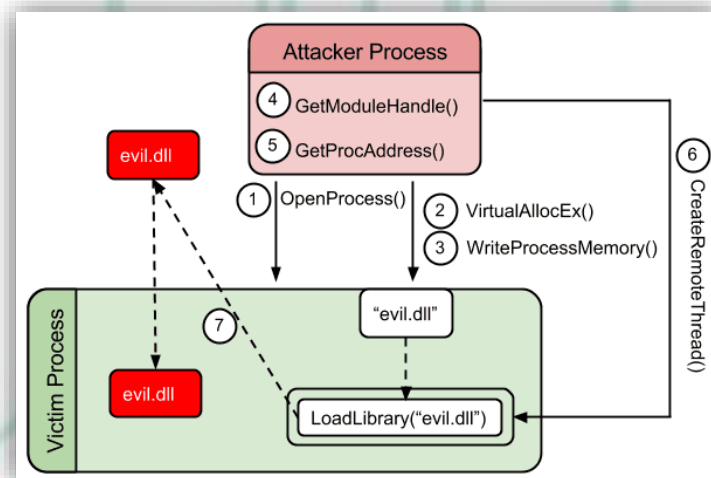 Attacker Process
4 GetModuleHandle()
5 GetProcAddress()
6
CreateRemoteThread()
evil.dll
1 OpenProcess()
2 VirtualAllocEx()
3 WriteProcessMemory()
Victim Process
"evil.dll"
7
evil.dll
LoadLibrary("evil.dll")